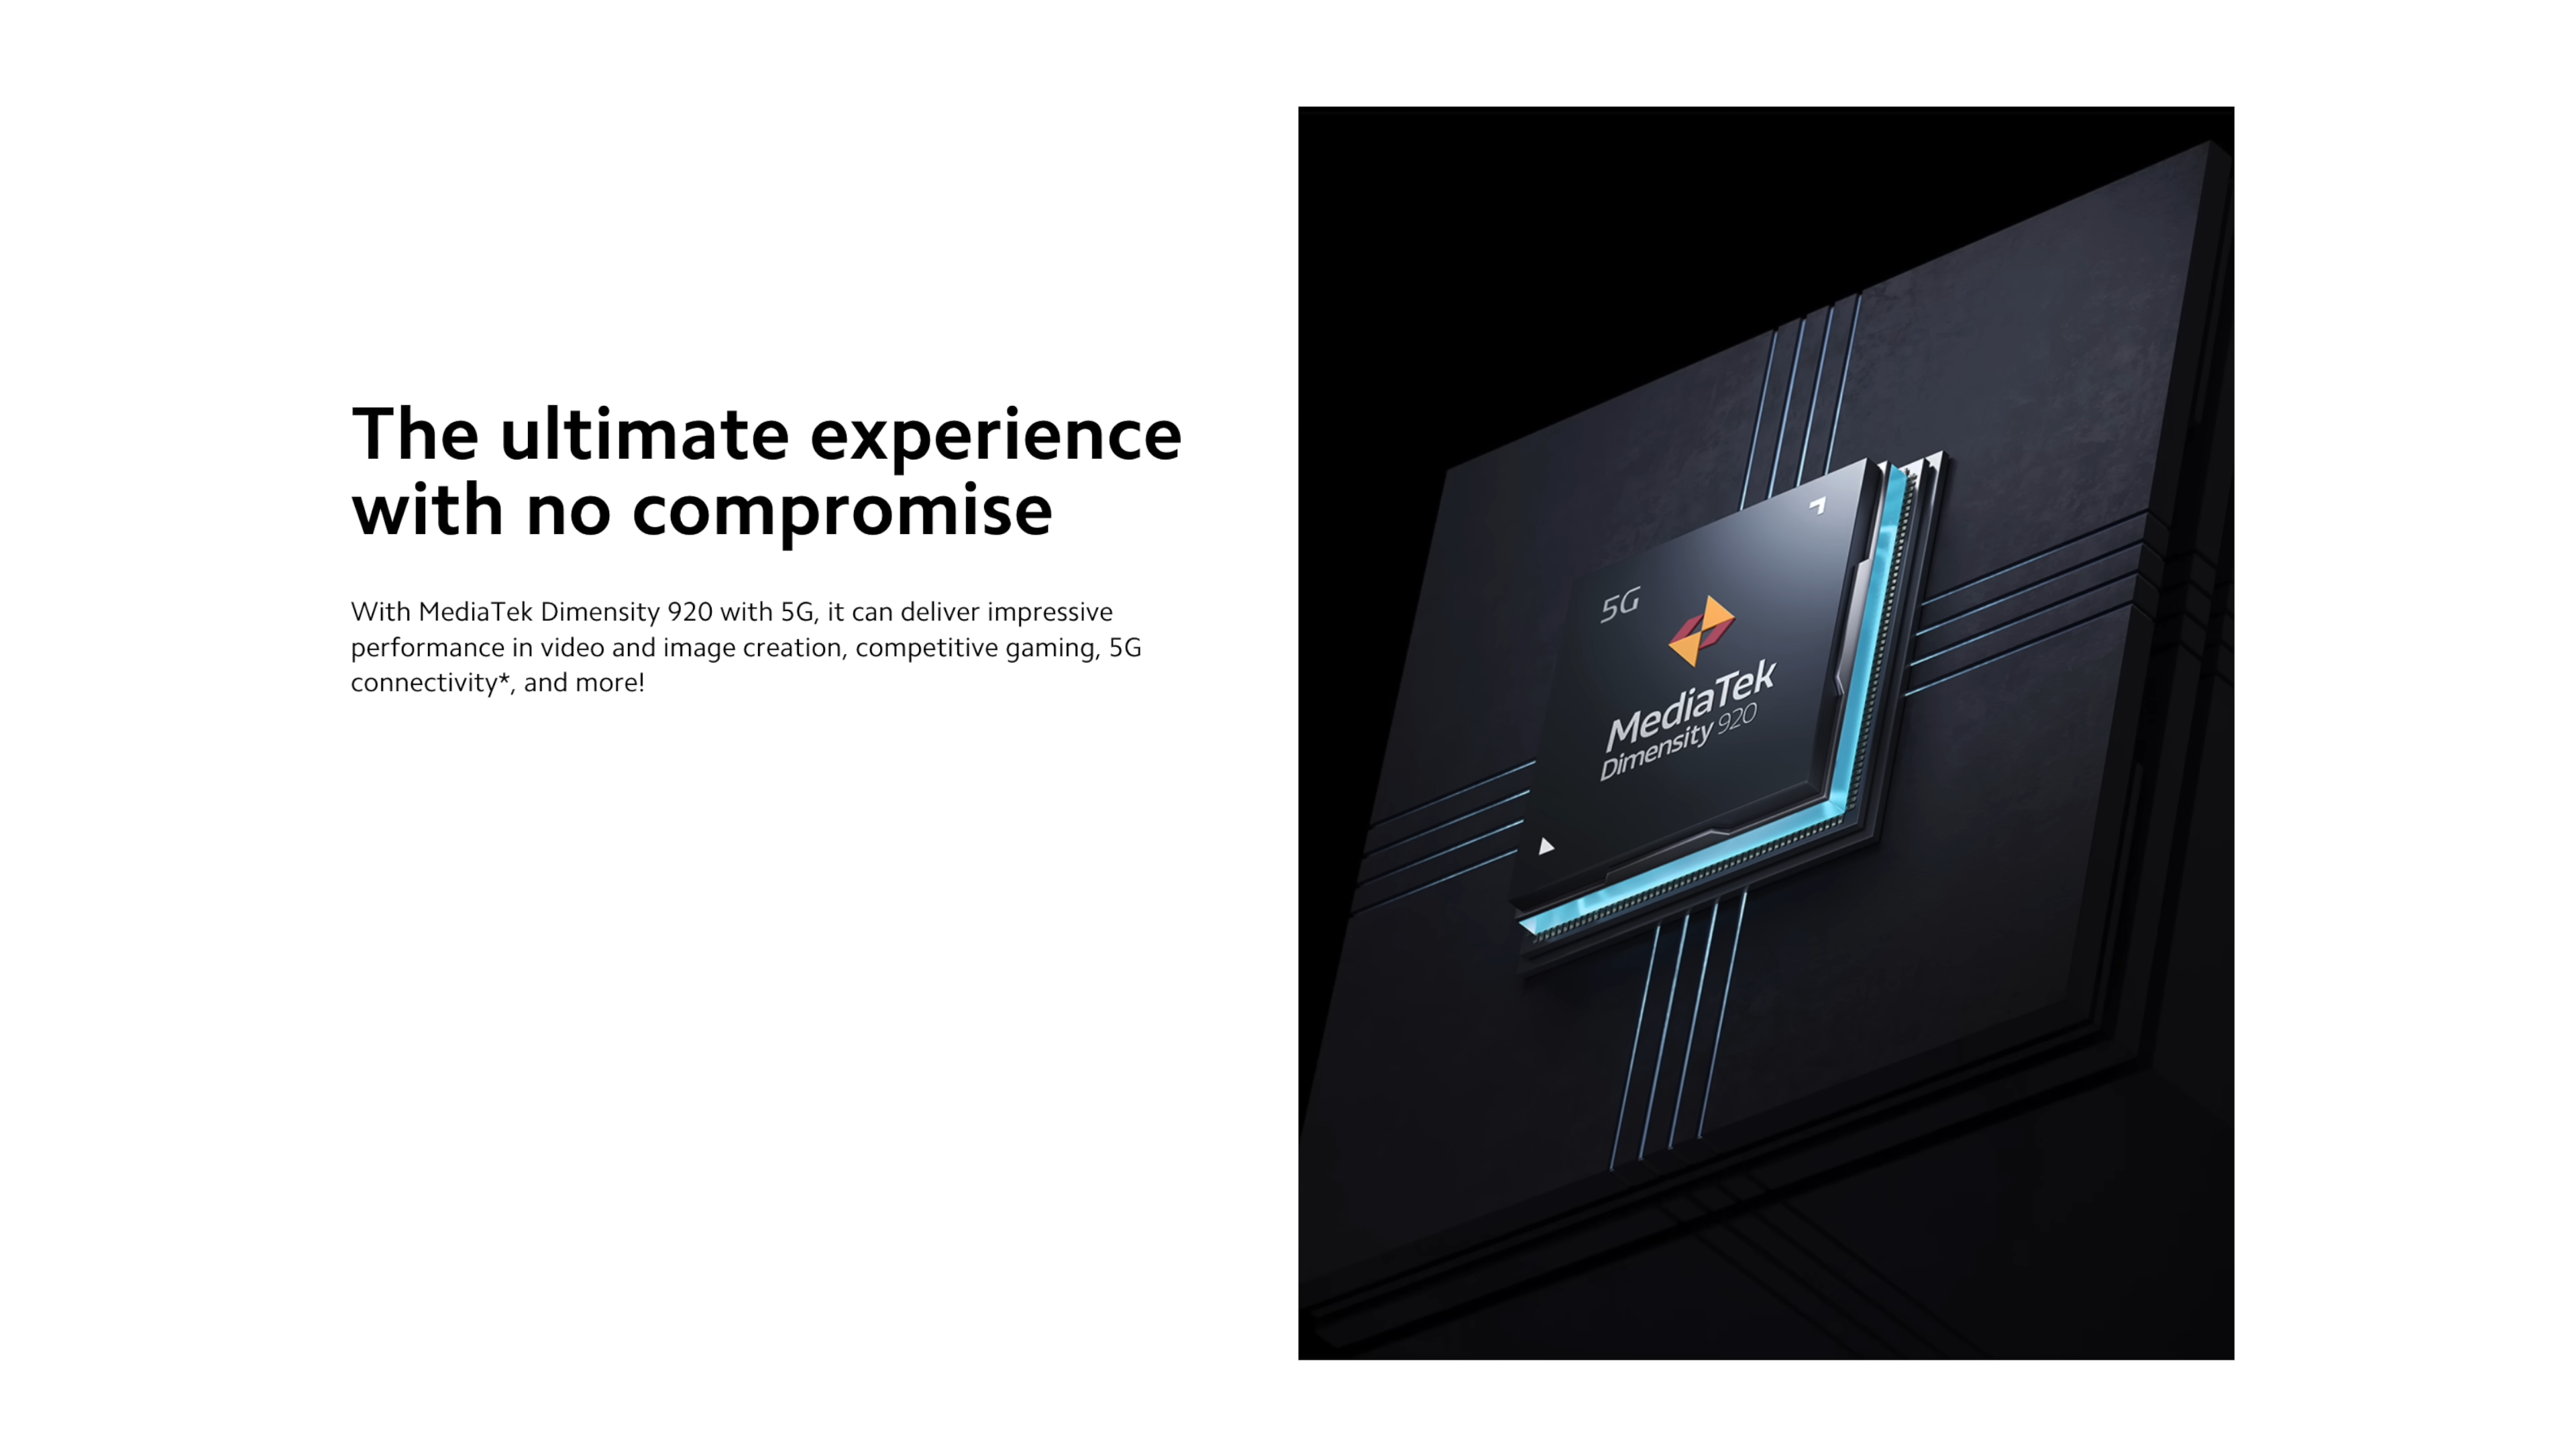 The ultimate experience
with no compromise
With MediaTek Dimensity 920 with 5G, it can deliver impressive
performance in video and image creation, competitive gaming, 5G
connectivity*, and more!
5G
MediaTek
Dimensity 920